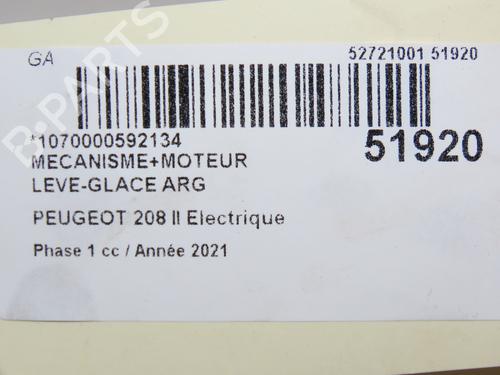 GA
52721001 51920
*1070000592134
51920
MECANISME+MOTEUR
LEVE-GLACE ARG
PEUGEOT 208 II Electrique
Phase 1 cc / Année 2021
B-PARTS